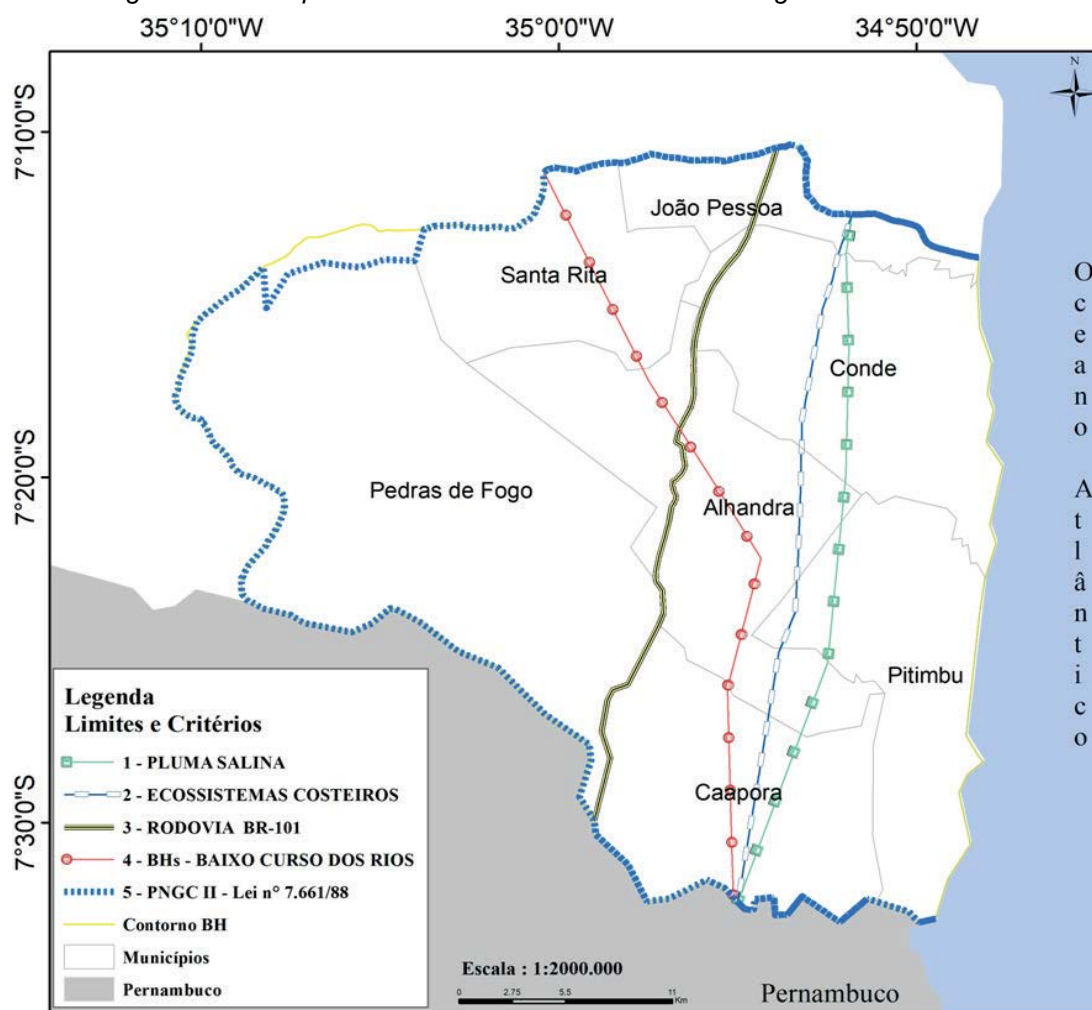 35°10'0"W
35°0'0"W
34°50'0"W
N
7°10'0"S
7°20'0"S
7°30'0"S
João Pessoa
Santa Rita
Conde
Pedras de Fogo
Alhandra
Pitimbu
Caaporã
Oceano Atlântico
Legenda
Limites e Critérios
1 - PLUMA SALINA
2 - ECOSSISTEMAS COSTEIROS
3 - RODOVIA BR-101
4 - BHs - BAIXO CURSO DOS RIOS
5 - PNGC II - Lei n° 7.661/88
Contorno BH
Municípios
Pernambuco
Escala : 1:2000.000
0 2.75 5.5 11
Km
Pernambuco